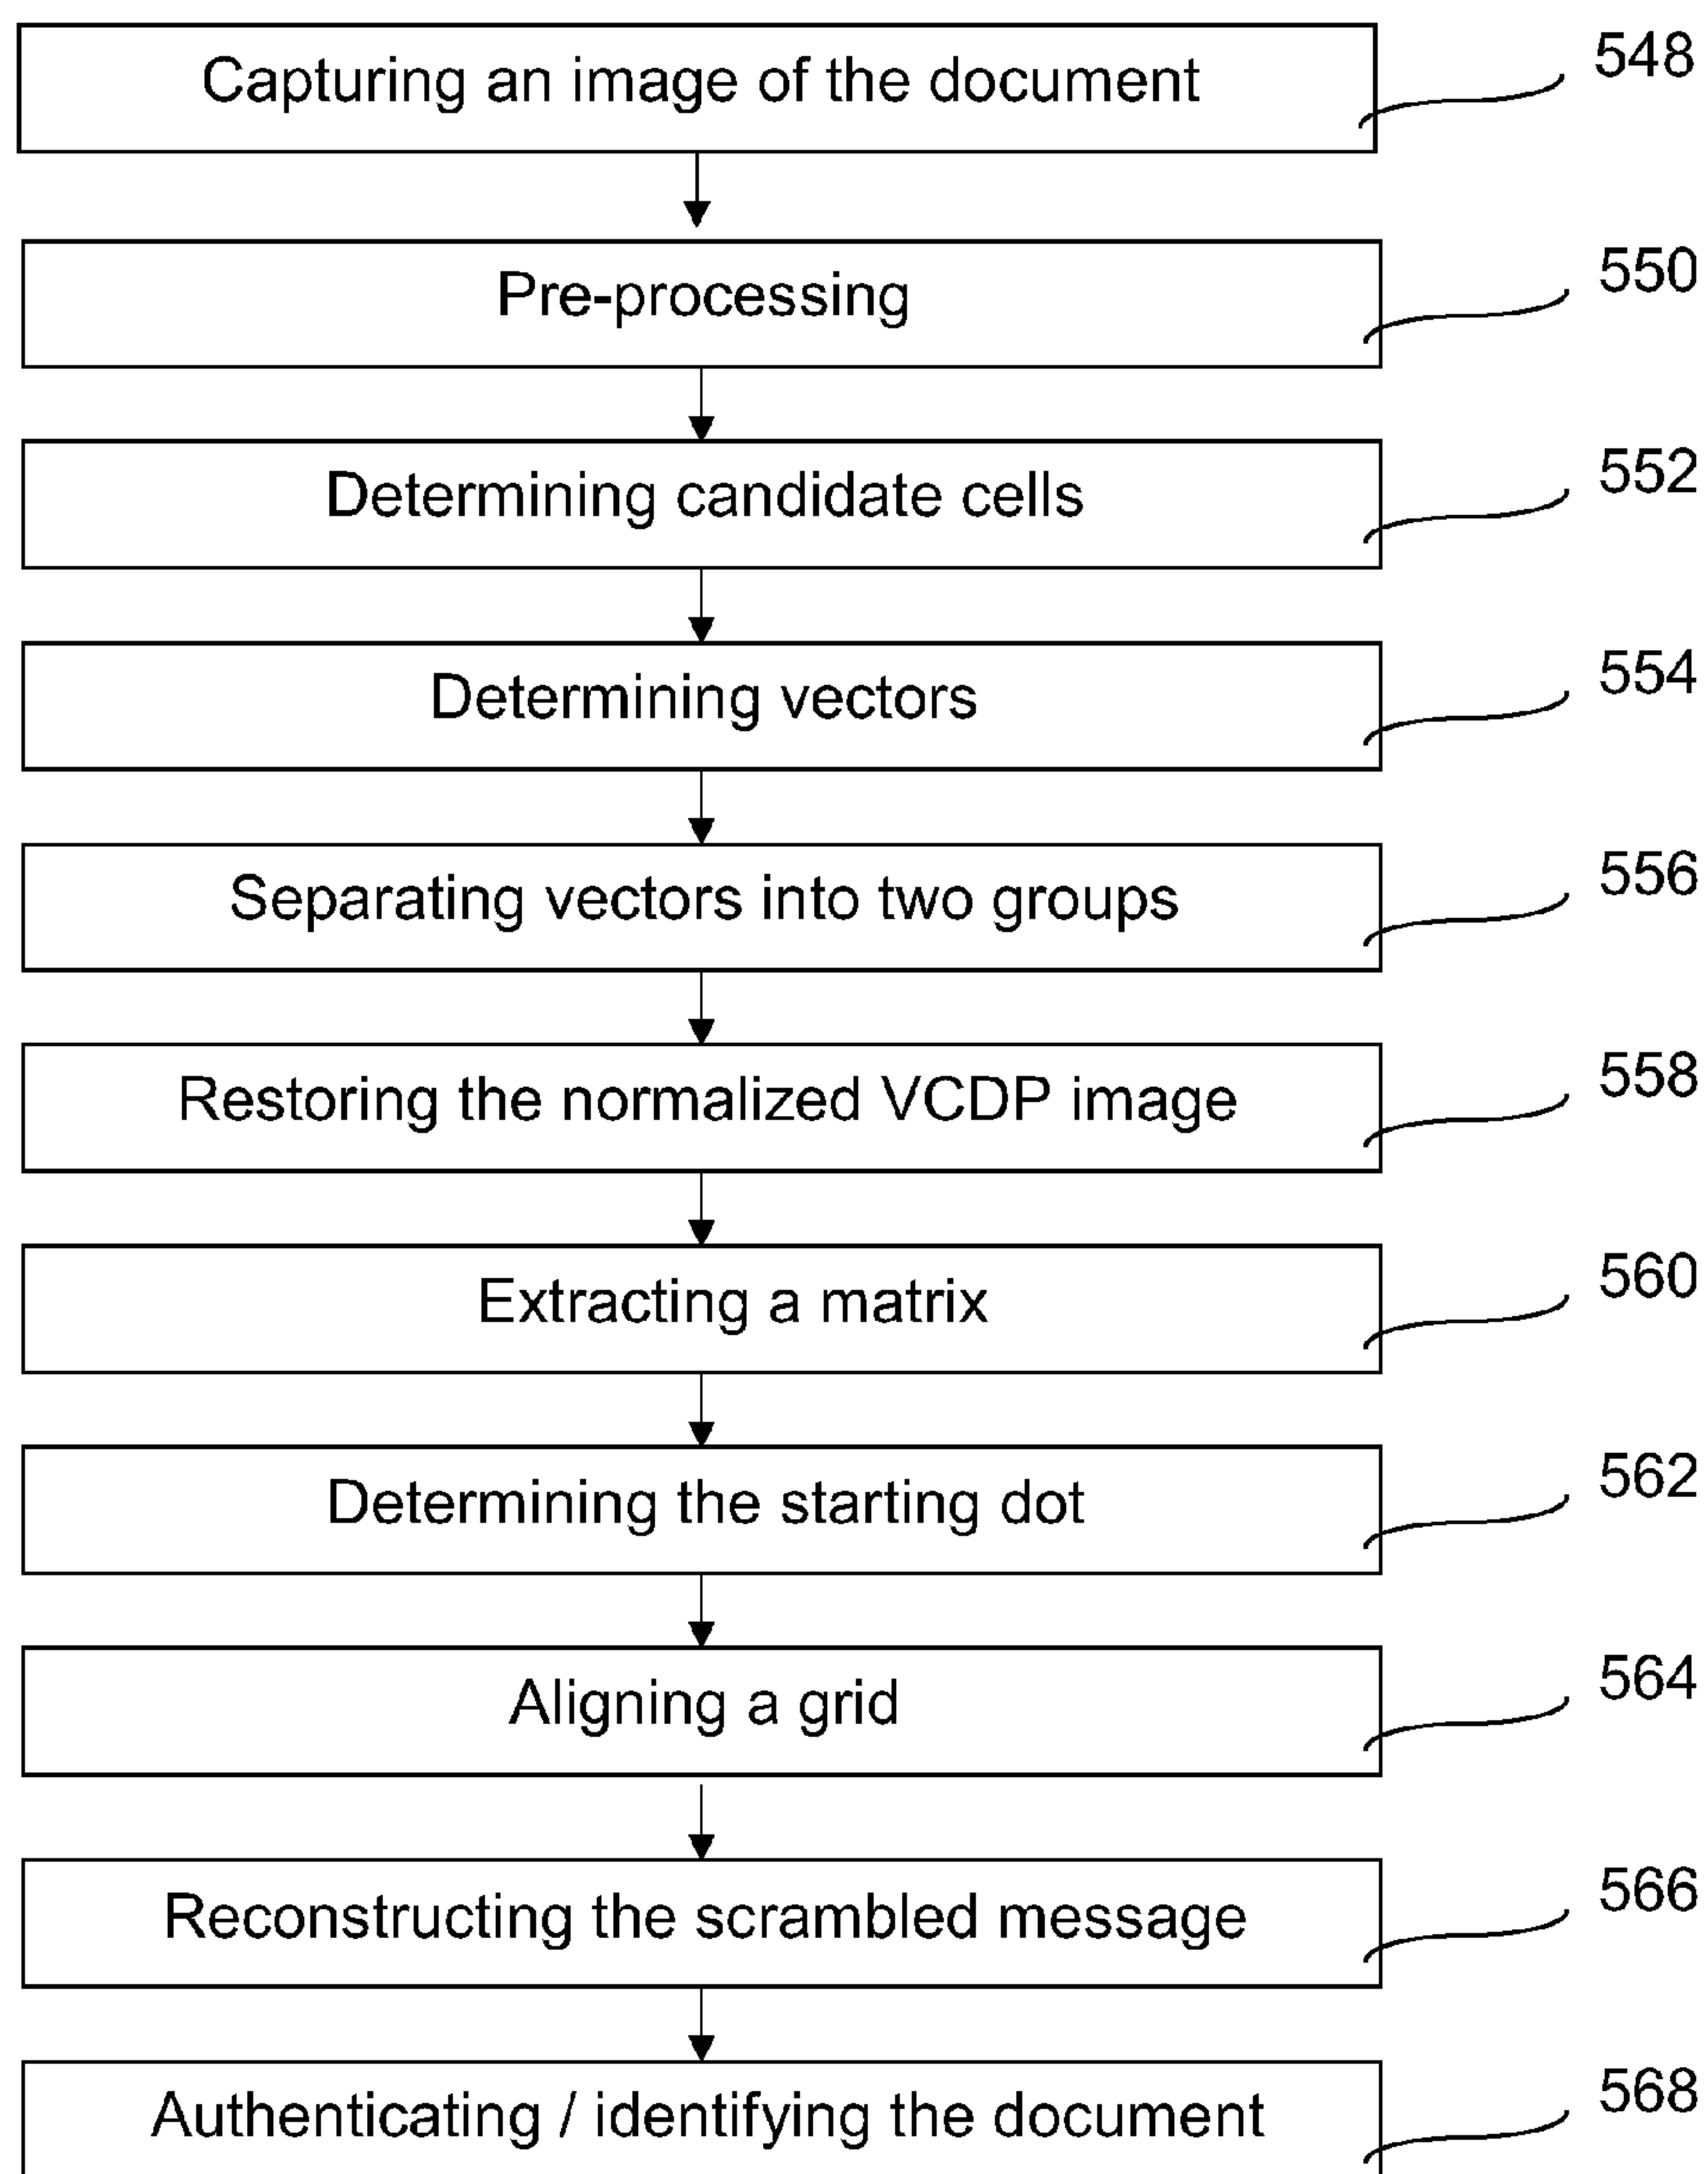 Capturing an image of the document 548
Pre-processing 550
Determining candidate cells 552
Determining vectors 554
Separating vectors into two groups 556
Restoring the normalized VCDP image 558
Extracting a matrix 560
Determining the starting dot 562
Aligning a grid 564
Reconstructing the scrambled message 566
Authenticating / identifying the document 568